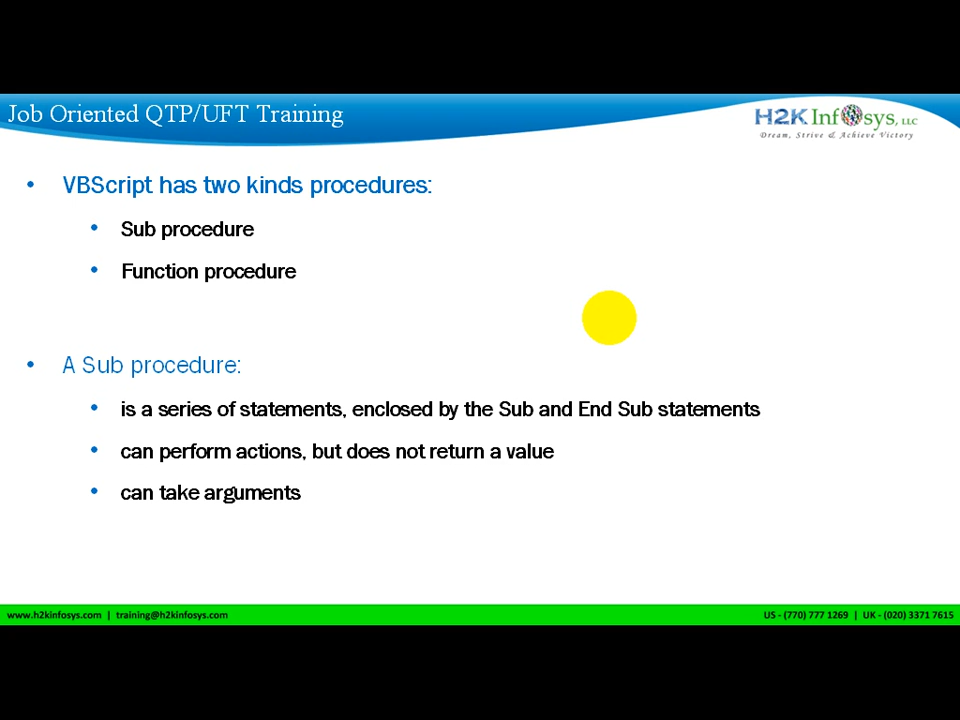 Job Oriented QTP/UFT Training
H2K Infosys, LLC
Dream, Strive & Achieve Victory
• VBScript has two kinds procedures:
• Sub procedure
• Function procedure
• A Sub procedure:
• is a series of statements, enclosed by the Sub and End Sub statements
• can perform actions, but does not return a value
• can take arguments
www.h2kinfosys.com | training@h2kinfosys.com
US - (770) 777 1269 | UK - (020) 3371 7615